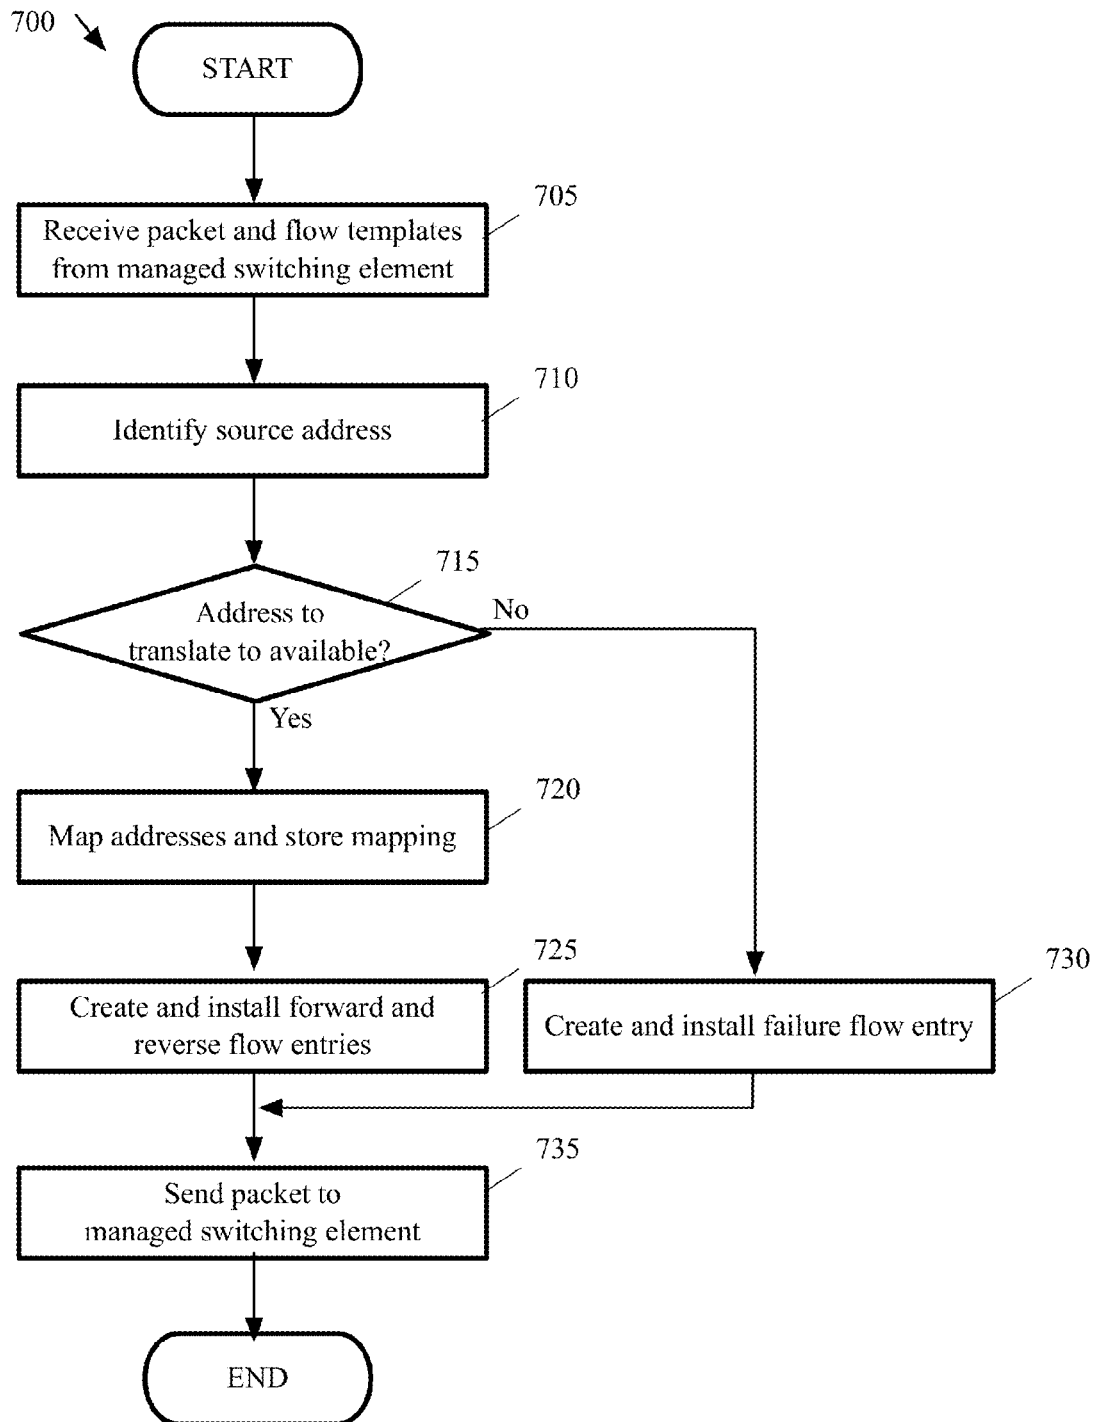 700
START
705
Receive packet and flow templates
from managed switching element
710
Identify source address
715
Address to
translate to available?
No
Yes
720
Map addresses and store mapping
725
Create and install forward and
reverse flow entries
730
Create and install failure flow entry
735
Send packet to
managed switching element
END